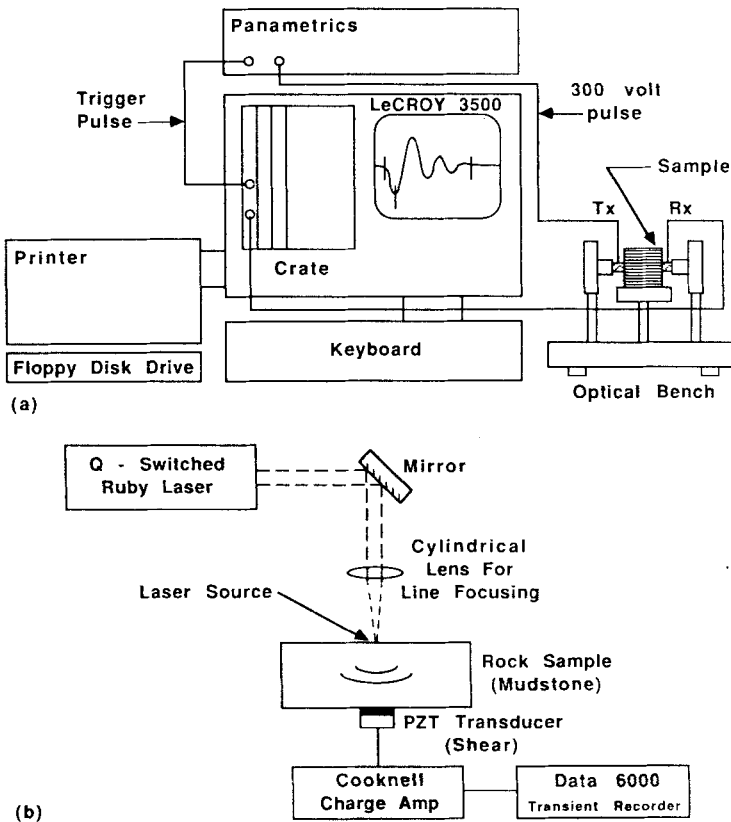 Panametrics
Trigger
Pulse
LeCROY 3500
300 volt
pulse
Sample
Tx
Rx
Printer
Crate
Keyboard
Floppy Disk Drive
Optical Bench
(a)
Q - Switched
Ruby Laser
Mirror
Cylindrical
Lens For
Line Focusing
Laser Source
Rock Sample
(Mudstone)
PZT Transducer
(Shear)
Cooknell
Charge Amp
Data 6000
Transient Recorder
(b)